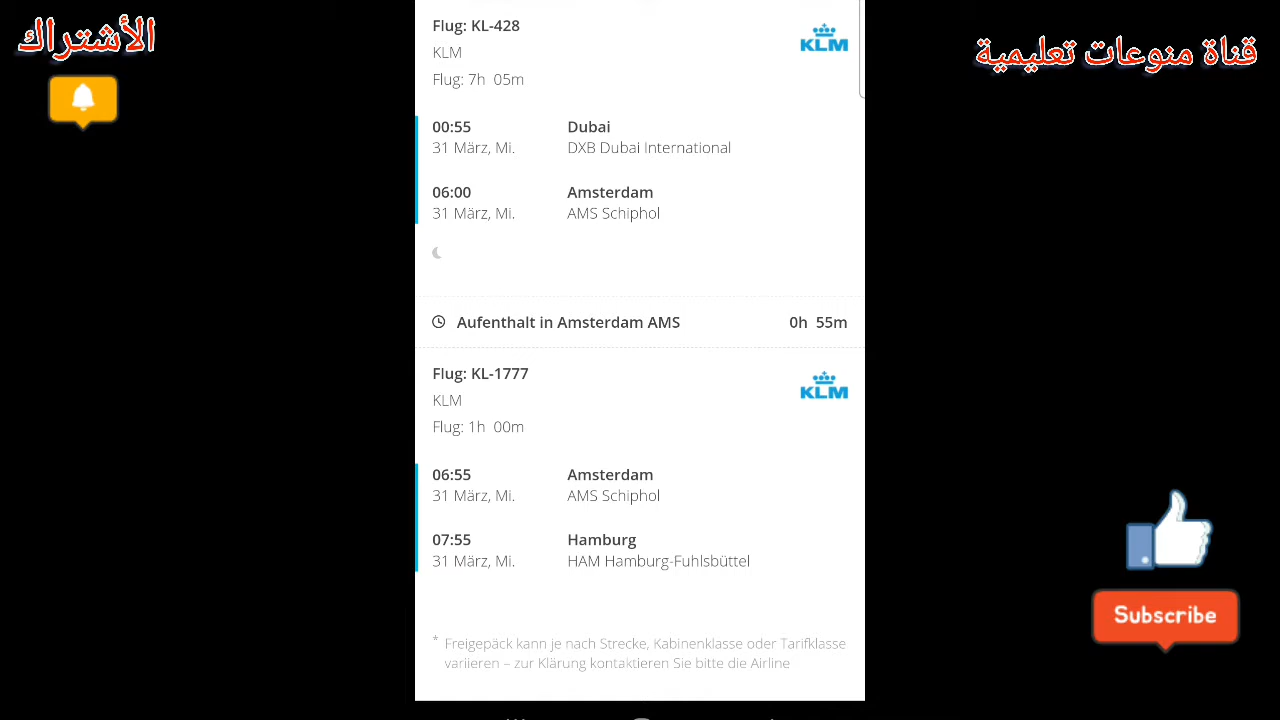 الأشتراك
قناة منوعات تعليمية
Flug: KL-428
KLM
KLM
Flug: 7h 05m
00:55 Dubai
31 März, Mi. DXB Dubai International
06:00 Amsterdam
31 März, Mi. AMS Schiphol
Aufenthalt in Amsterdam AMS 0h 55m
Flug: KL-1777
KLM
KLM
Flug: 1h 00m
06:55 Amsterdam
31 März, Mi. AMS Schiphol
07:55 Hamburg
31 März, Mi. HAM Hamburg-Fuhlsbüttel
* Freigepäck kann je nach Strecke, Kabinenklasse oder Tarifklasse
variieren – zur Klärung kontaktieren Sie bitte die Airline
Subscribe